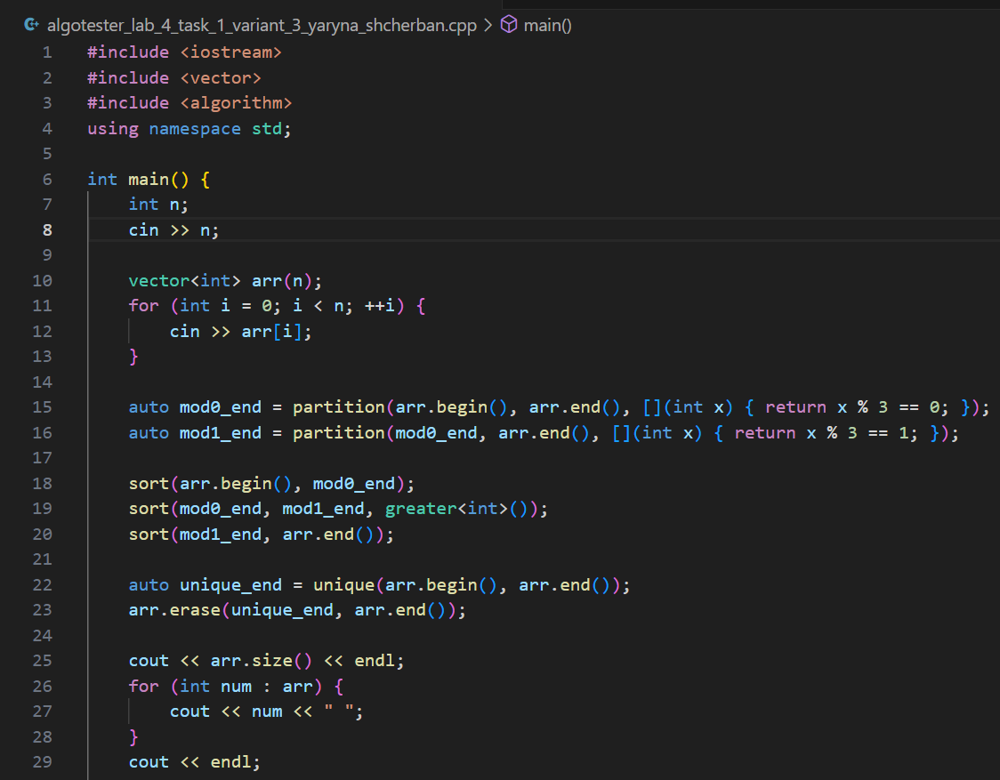 algotester_lab_4_task_1_variant_3_yaryna_shcherban.cpp > main()
1 #include <iostream>
2 #include <vector>
3 #include <algorithm>
4 using namespace std;
5
6 int main() {
7     int n;
8     cin >> n;
9
10     vector<int> arr(n);
11     for (int i = 0; i < n; ++i) {
12         cin >> arr[i];
13     }
14
15     auto mod0_end = partition(arr.begin(), arr.end(), [](int x) { return x % 3 == 0; });
16     auto mod1_end = partition(mod0_end, arr.end(), [](int x) { return x % 3 == 1; });
17
18     sort(arr.begin(), mod0_end);
19     sort(mod0_end, mod1_end, greater<int>());
20     sort(mod1_end, arr.end());
21
22     auto unique_end = unique(arr.begin(), arr.end());
23     arr.erase(unique_end, arr.end());
24
25     cout << arr.size() << endl;
26     for (int num : arr) {
27         cout << num << " ";
28     }
29     cout << endl;